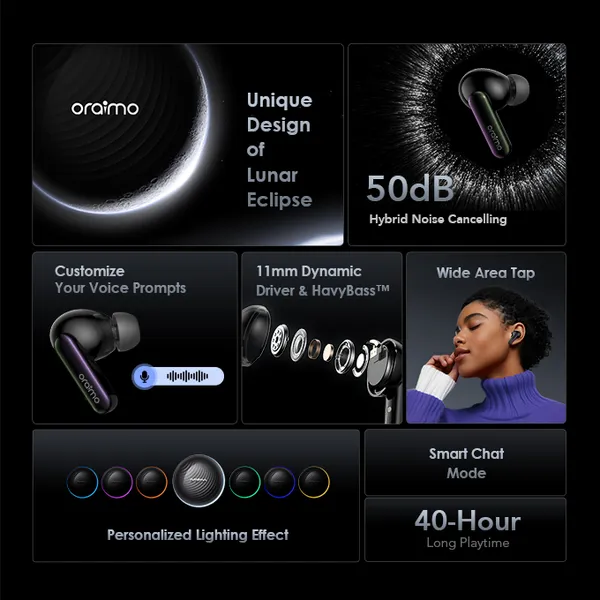 oraimo
Unique
Design
of
Lunar
Eclipse
oraimo
50dB
Hybrid Noise Cancelling
Customize
Your Voice Prompts
oraimo
11mm Dynamic
Driver & HavyBass™
Wide Area Tap
Personalized Lighting Effect
Smart Chat
Mode
40-Hour
Long Playtime